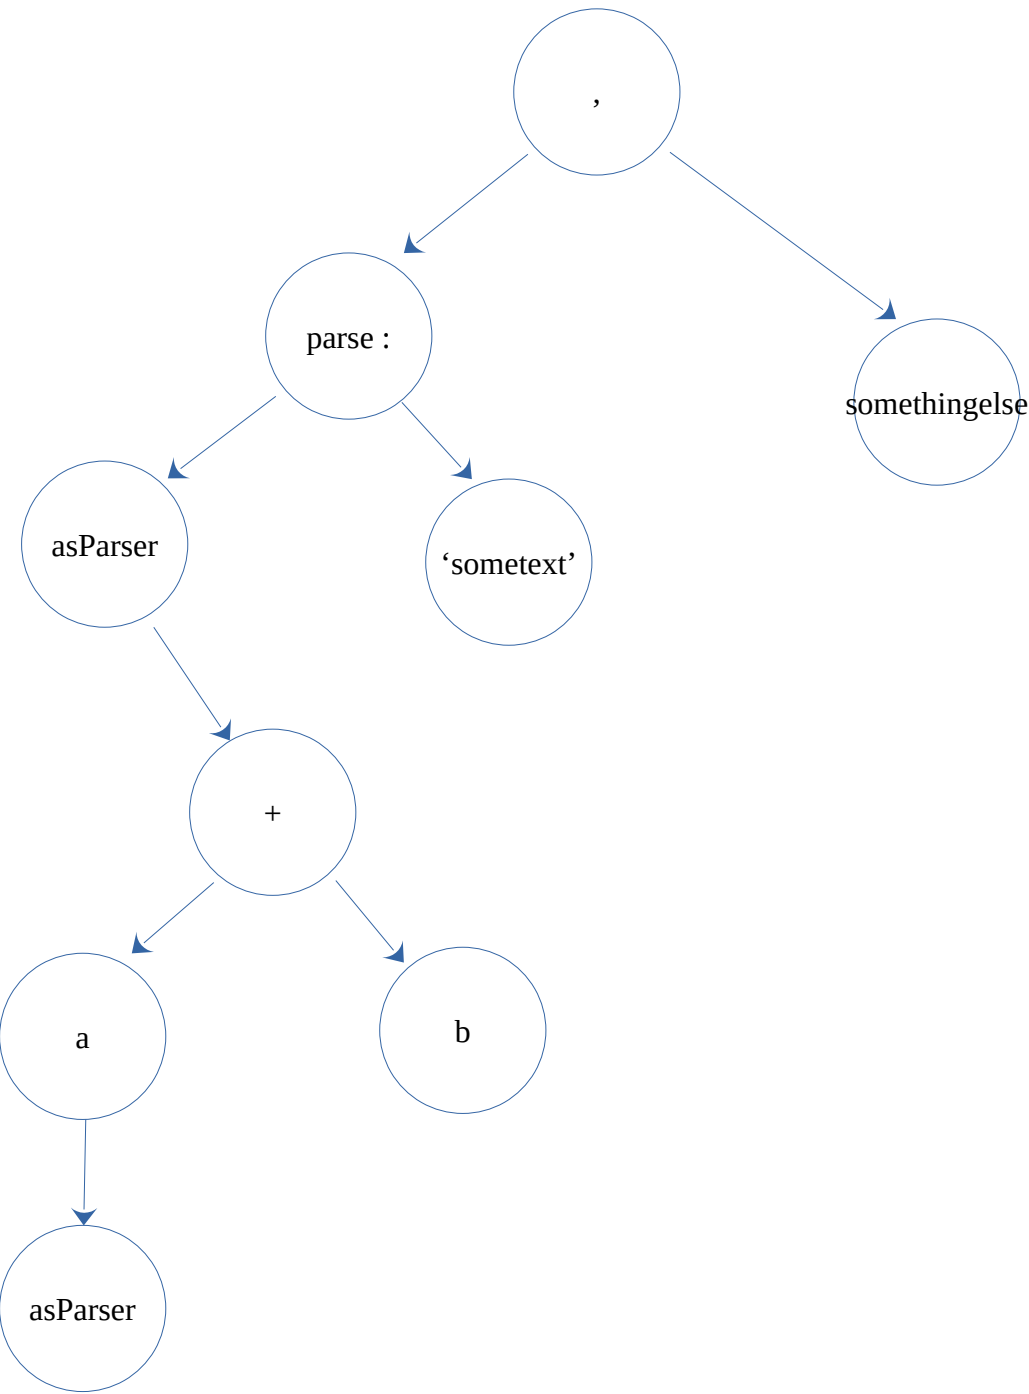 ,
parse :
somethingelse
asParser
‘sometext’
+
a
b
asParser